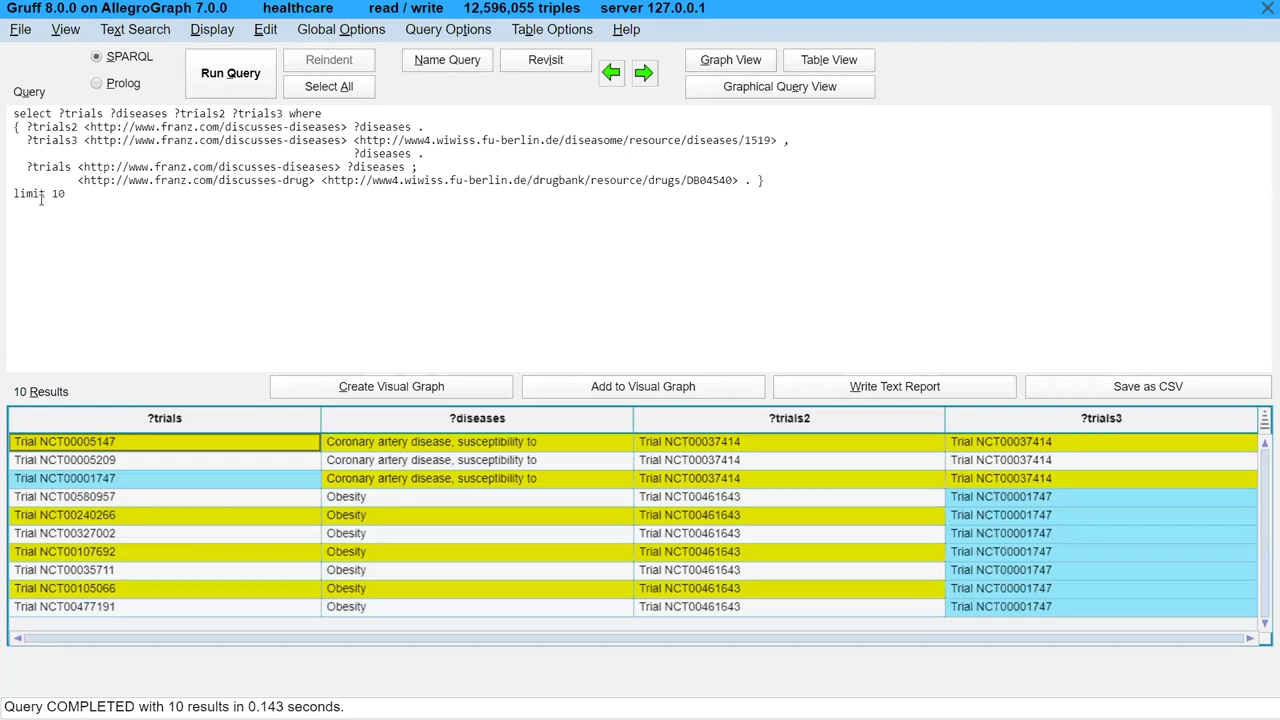 Gruff 8.0.0 on AllegroGraph 7.0.0 healthcare read / write 12,596,055 triples server 127.0.0.1
File View Text Search Display Edit Global Options Query Options Table Options Help
SPARQL
Prolog
Query
Run Query
Reindent
Select All
Name Query
Revisit
Graph View
Table View
Graphical Query View
select ?trials ?diseases ?trials2 ?trials3 where
{ ?trials2 <http://www.franz.com/discusses-diseases> ?diseases .
?trials3 <http://www.franz.com/discusses-diseases> <http://www4.wiwiss.fu-berlin.de/diseasome/resource/diseases/1519> ,
?diseases .
?trials <http://www.franz.com/discusses-diseases> ?diseases ;
<http://www.franz.com/discusses-drug> <http://www4.wiwiss.fu-berlin.de/drugbank/resource/drugs/DB04540> . }
limit 10
10 Results
Create Visual Graph
Add to Visual Graph
Write Text Report
Save as CSV
?trials ?diseases ?trials2 ?trials3
Trial NCT00005147 Coronary artery disease, susceptibility to Trial NCT00037414 Trial NCT00037414
Trial NCT00005209 Coronary artery disease, susceptibility to Trial NCT00037414 Trial NCT00037414
Trial NCT00001747 Coronary artery disease, susceptibility to Trial NCT00037414 Trial NCT00037414
Trial NCT00580957 Obesity Trial NCT00461643 Trial NCT00001747
Trial NCT00240266 Obesity Trial NCT00461643 Trial NCT00001747
Trial NCT00327002 Obesity Trial NCT00461643 Trial NCT00001747
Trial NCT00107692 Obesity Trial NCT00461643 Trial NCT00001747
Trial NCT00035711 Obesity Trial NCT00461643 Trial NCT00001747
Trial NCT00105066 Obesity Trial NCT00461643 Trial NCT00001747
Trial NCT00477191 Obesity Trial NCT00461643 Trial NCT00001747
Query COMPLETED with 10 results in 0.143 seconds.